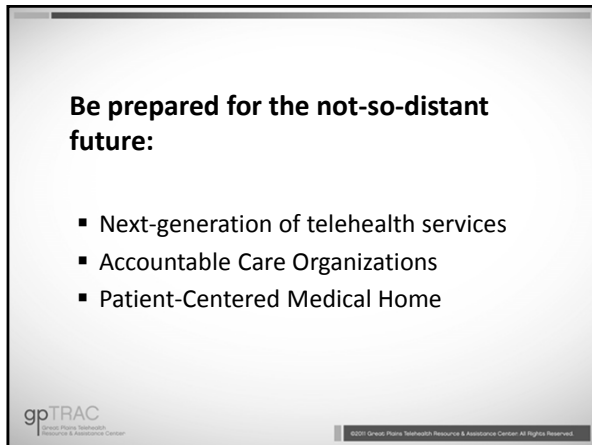 Be prepared for the not-so-distant
future:
▪ Next-generation of telehealth services
▪ Accountable Care Organizations
▪ Patient-Centered Medical Home
gpTRAC
Great Plains Telehealth
Resource & Assistance Center
©2011 Great Plains Telehealth Resource & Assistance Center All Rights Reserved.